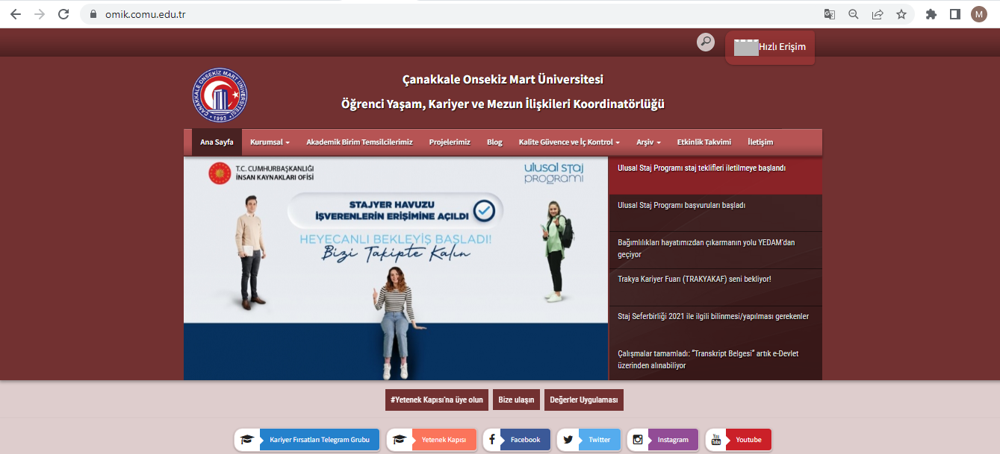 omik.comu.edu.tr
M
Hızlı Erişim
ÇANAKKALE ONSEKİZ MART ÜNİVERSİTESİ
• 1992 •
Çanakkale Onsekiz Mart Üniversitesi
Öğrenci Yaşam, Kariyer ve Mezun İlişkileri Koordinatörlüğü
Ana Sayfa Kurumsal Akademik Birim Temsilcilerimiz Projelerimiz Blog Kalite Güvence ve İç Kontrol Arşiv Etkinlik Takvimi İletişim
T.C. CUMHURBAŞKANLIĞI
İNSAN KAYNAKLARI OFİSİ
ulusal staj
programı
STAJYER HAVUZU
İŞVERENLERİN ERİŞİMİNE AÇILDI
HEYECANLI BEKLEYİŞ BAŞLADI!
Bizi Takipte Kalın
Ulusal Staj Programı staj teklifleri iletilmeye başlandı
Ulusal Staj Programı başvuruları başladı
Bağımlılıkları hayatımızdan çıkarmanın yolu YEDAM'dan
geçiyor
Trakya Kariyer Fuarı (TRAKYAKAF) seni bekliyor!
Staj Seferbirliği 2021 ile ilgili bilinmesi/yapılması gerekenler
Çalışmalar tamamladı: “Transkript Belgesi” artık e-Devlet
üzerinden alınabiliyor
#Yetenek Kapısı'na üye olun Bize ulaşın Değerler Uygulaması
Kariyer Fırsatları Telegram Grubu Yetenek Kapısı Facebook Twitter Instagram You Tube Youtube